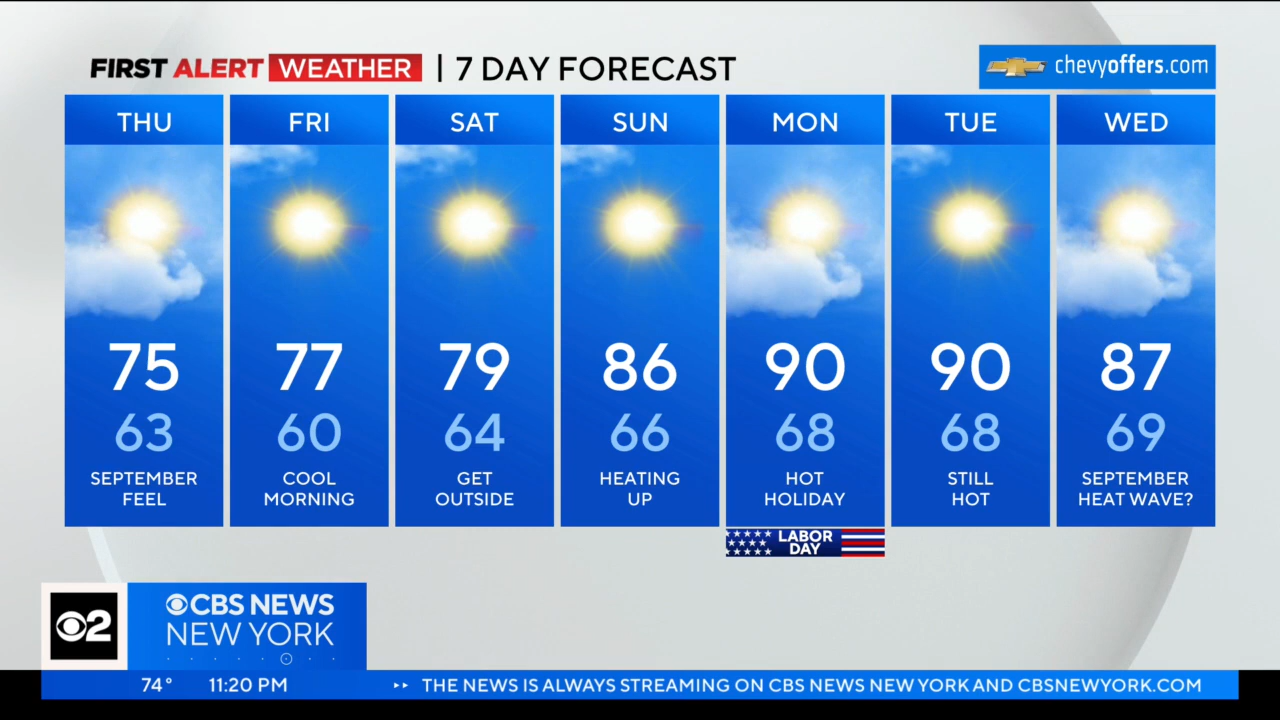 FIRST ALERT WEATHER | 7 DAY FORECAST
chevyoffers.com
THU
75
63
SEPTEMBER
FEEL
FRI
77
60
COOL
MORNING
SAT
79
64
GET
OUTSIDE
SUN
86
66
HEATING
UP
MON
90
68
HOT
HOLIDAY
LABOR
DAY
TUE
90
68
STILL
HOT
WED
87
69
SEPTEMBER
HEAT WAVE?
2
CBS NEWS
NEW YORK
74° 11:20 PM THE NEWS IS ALWAYS STREAMING ON CBS NEWS NEW YORK AND CBSNEWYORK.COM